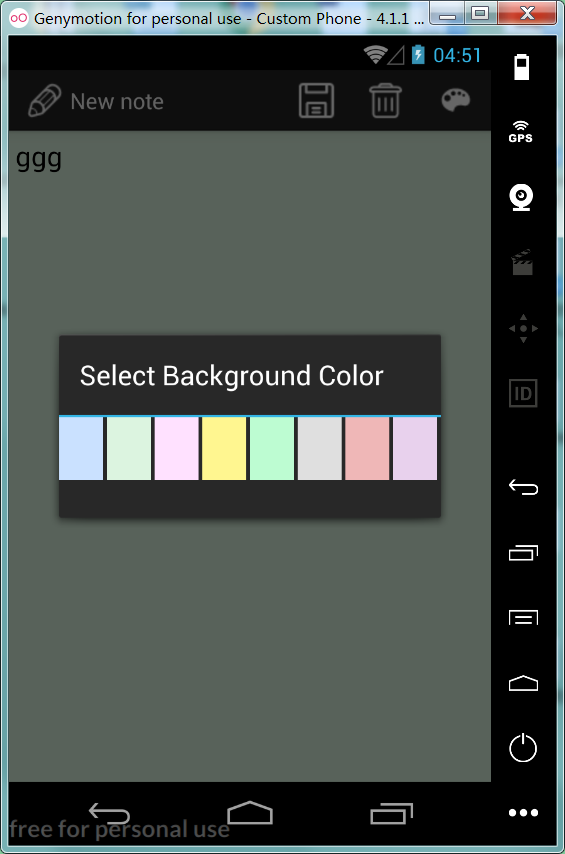 Genymotion for personal use - Custom Phone - 4.1.1 ...
04:51
New note
GPS
ggg
Select Background Color
ID
free for personal use